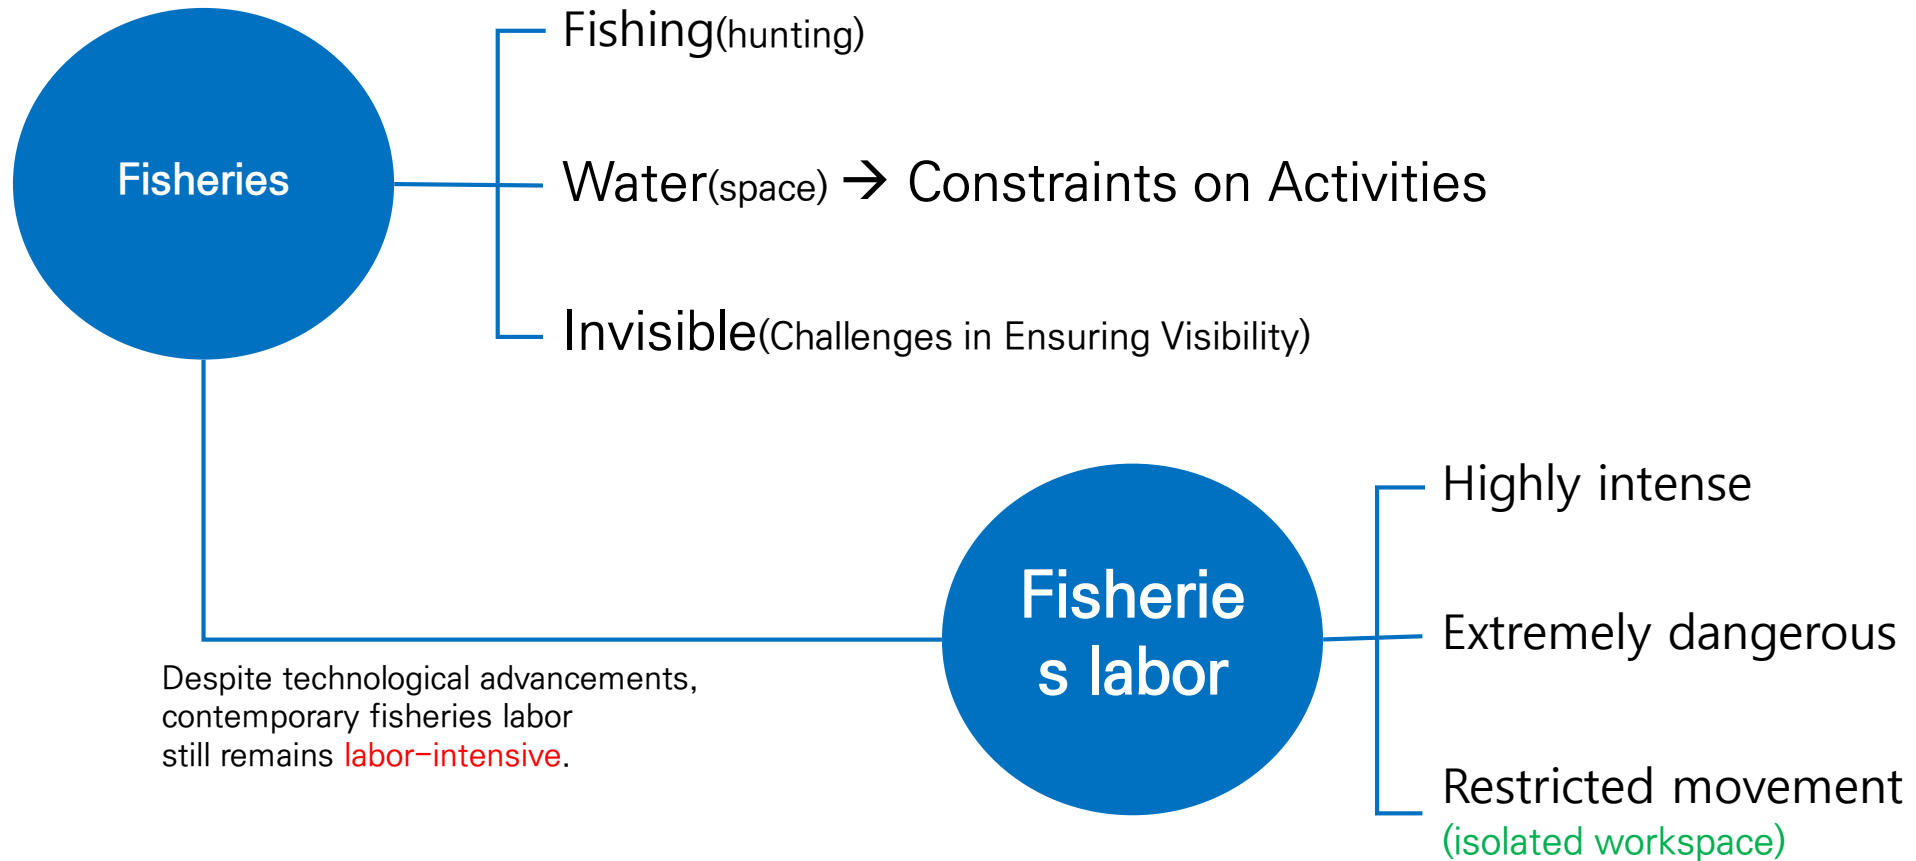 Fisheries
Fishing(hunting)
Water(space) → Constraints on Activities
Invisible(Challenges in Ensuring Visibility)
Despite technological advancements,
contemporary fisheries labor
still remains labor-intensive.
Fisherie
s labor
Highly intense
Extremely dangerous
Restricted movement
(isolated workspace)